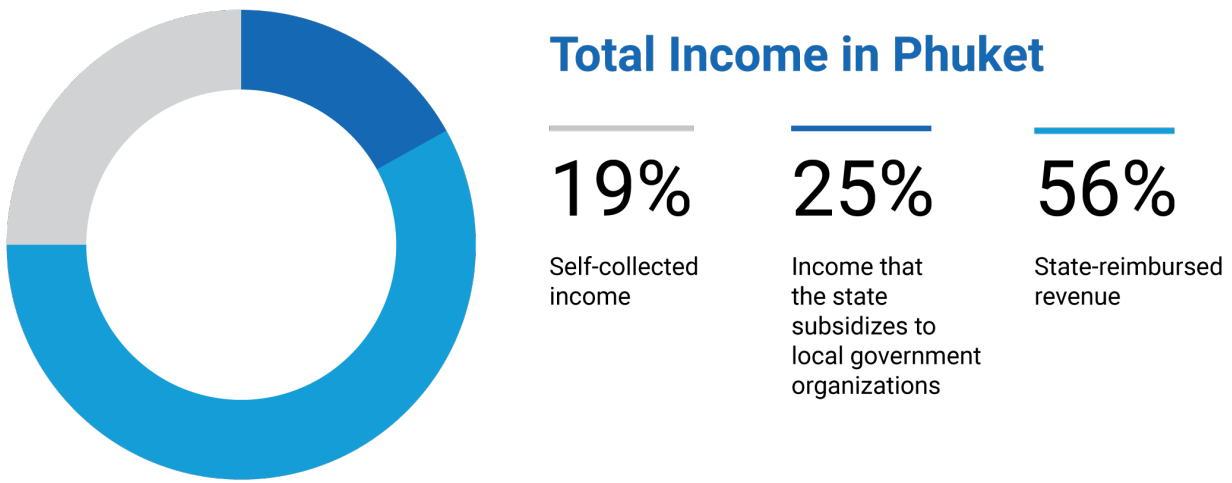 Total Income in Phuket
19%
Self-collected
income
25%
Income that
the state
subsidizes to
local government
organizations
56%
State-reimbursed
revenue